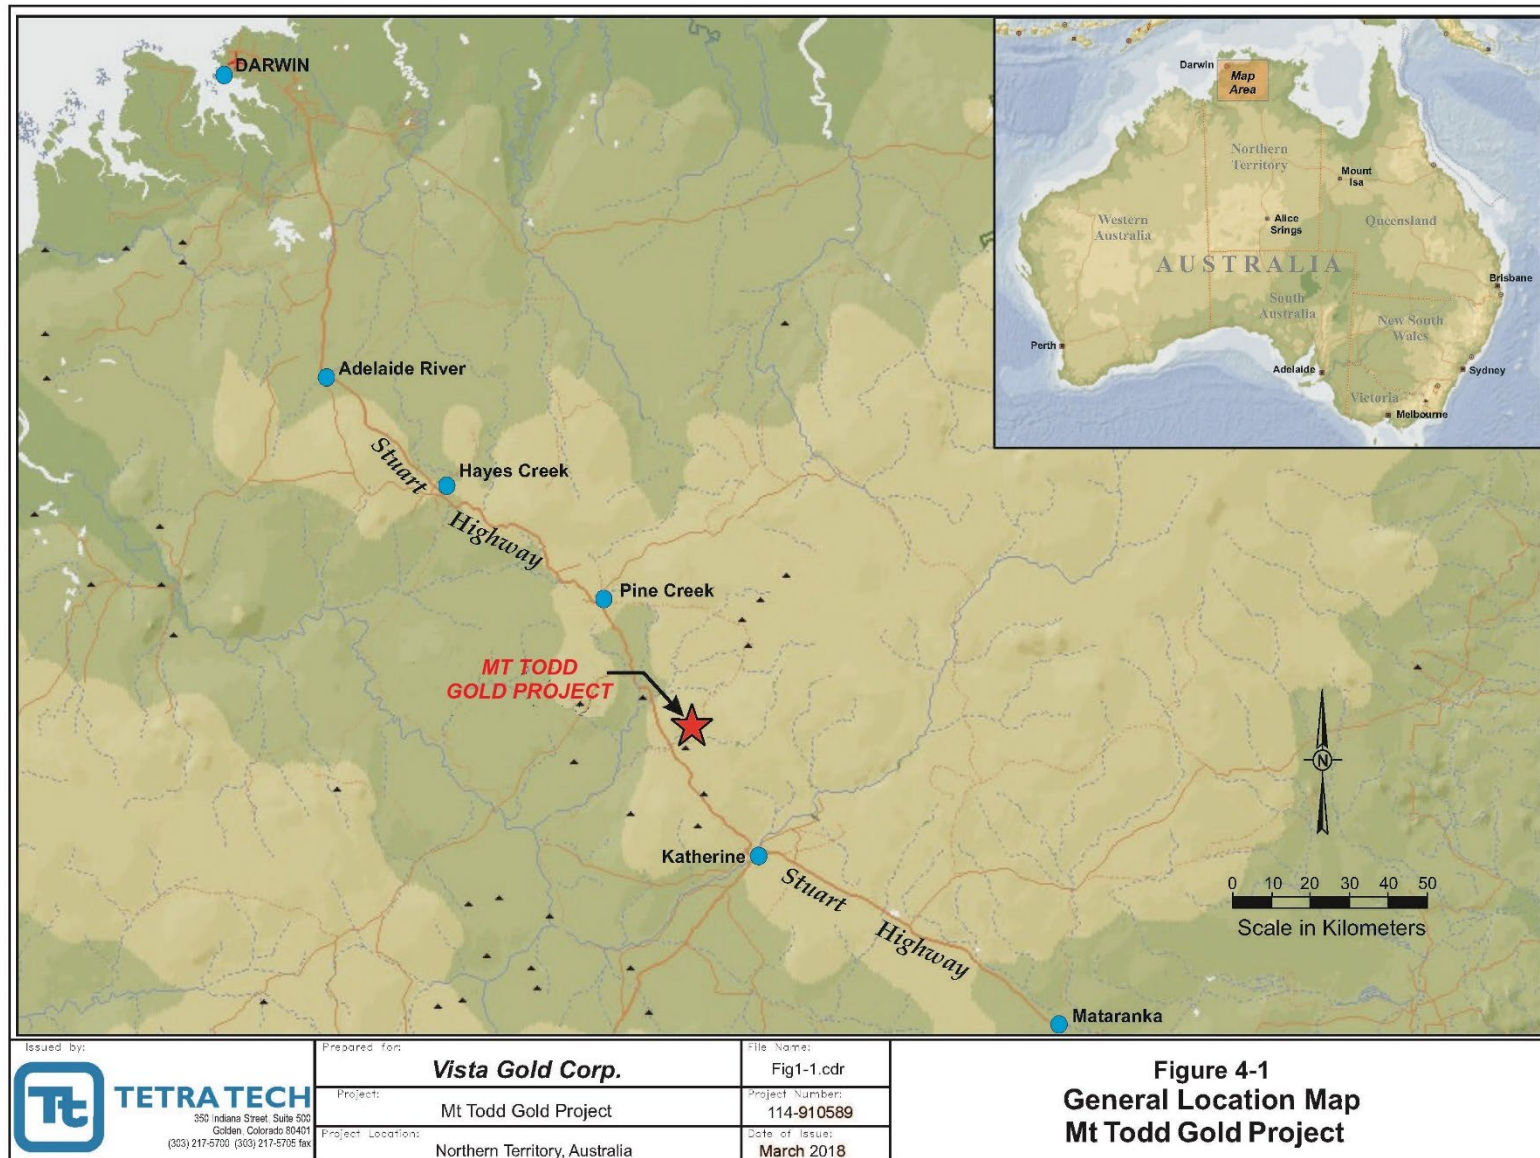 DARWIN
Adelaide River
Stuart
Hayes Creek
Highway
Pine Creek
MT TODD
GOLD PROJECT
Katherine
Stuart
Highway
Mataranka
Darwin
Map
Area
Northern
Territory
Mount
Isa
Western
Australia
Alice
Srings
Queensland
AUSTRALIA
Brisbane
South
Australia
New South
Wales
Perth
Adelaide
Sydney
Victoria
Melbourne
N
0 10 20 30 40 50
Scale in Kilometers
Issued by:
Tt
TETRA TECH
350 Indiana Street, Suite 500
Golden, Colorado 80401
(303) 217-5700 (303) 217-5705 fax
Prepared for:
Vista Gold Corp.
Project:
Mt Todd Gold Project
Project Location:
Northern Territory, Australia
File Name:
Fig1-1.cdr
Project Number:
114-910589
Date of Issue:
March 2018
Figure 4-1
General Location Map
Mt Todd Gold Project